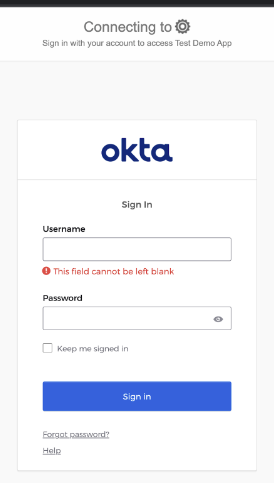 Connecting to
Sign in with your account to access Test Demo App
okta
Sign In
Username
This field cannot be left blank
Password
Keep me signed in
Sign in
Forgot password?
Help